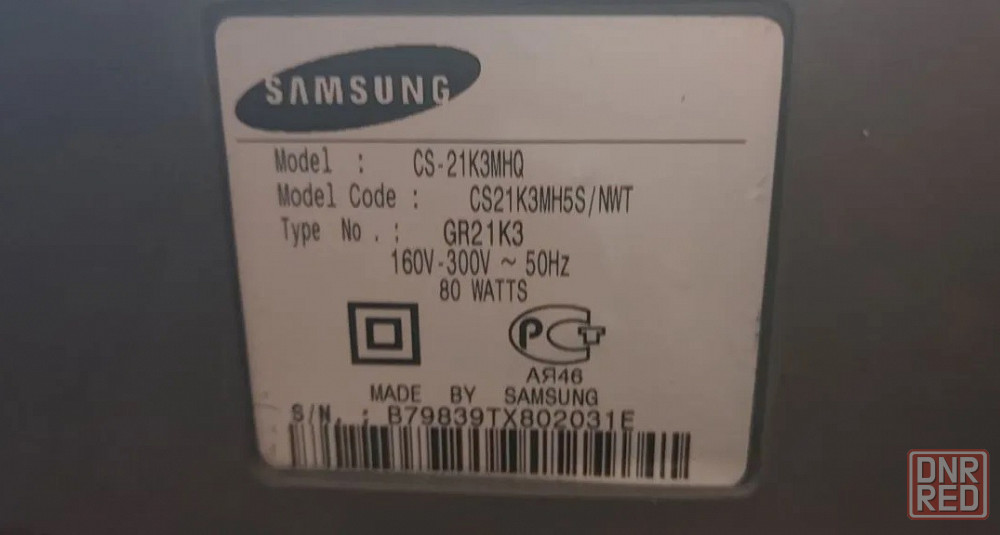 SAMSUNG
Model : CS-21K3MHQ
Model Code : CS21K3MH5S/NWT
Type No . : GR21K3
160V-300V ~ 50Hz
80 WATTS
РСТ
АЯ46
MADE BY SAMSUNG
S/N. : B79839TX802031E
DNR
RED